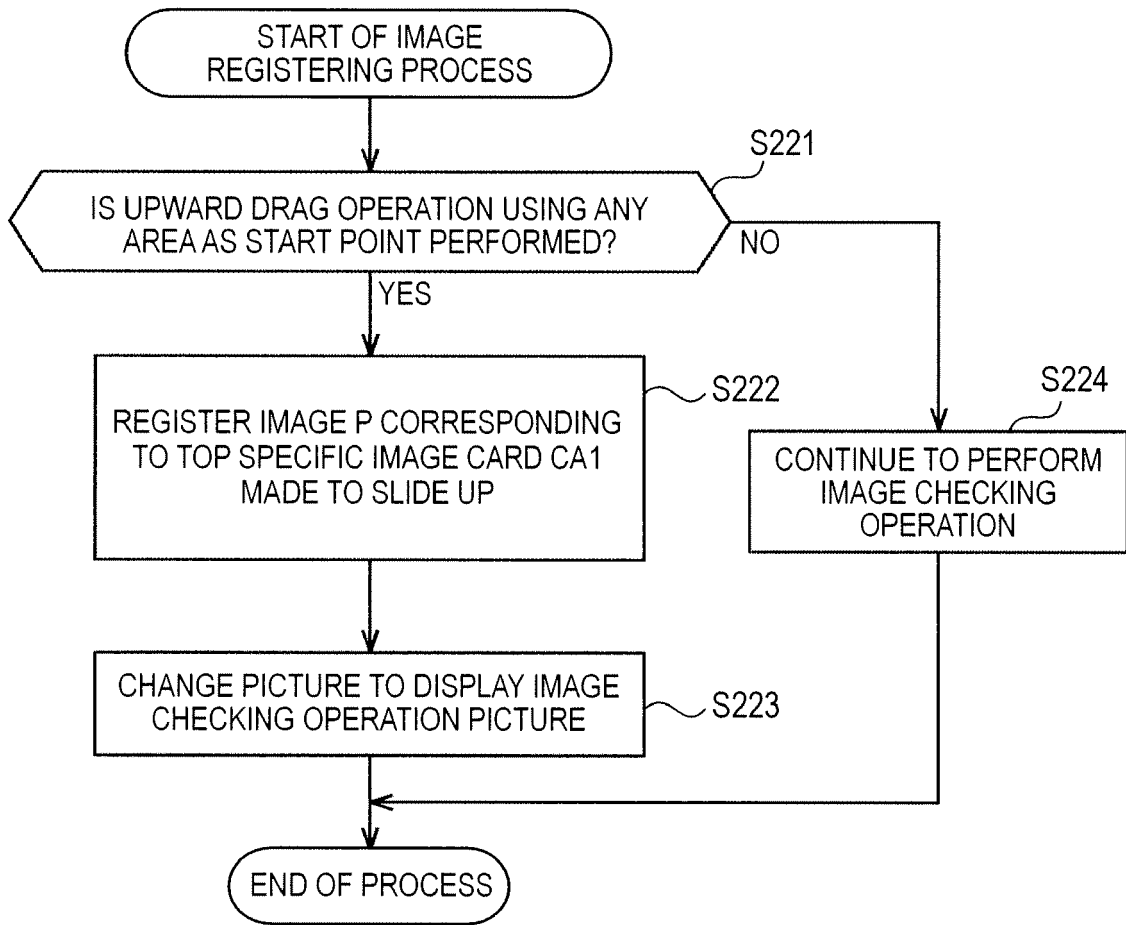 START OF IMAGE
REGISTERING PROCESS
S221
IS UPWARD DRAG OPERATION USING ANY
AREA AS START POINT PERFORMED?
NO
YES
S222
REGISTER IMAGE P CORRESPONDING
TO TOP SPECIFIC IMAGE CARD CA1
MADE TO SLIDE UP
S224
CONTINUE TO PERFORM
IMAGE CHECKING
OPERATION
CHANGE PICTURE TO DISPLAY IMAGE
CHECKING OPERATION PICTURE
S223
END OF PROCESS